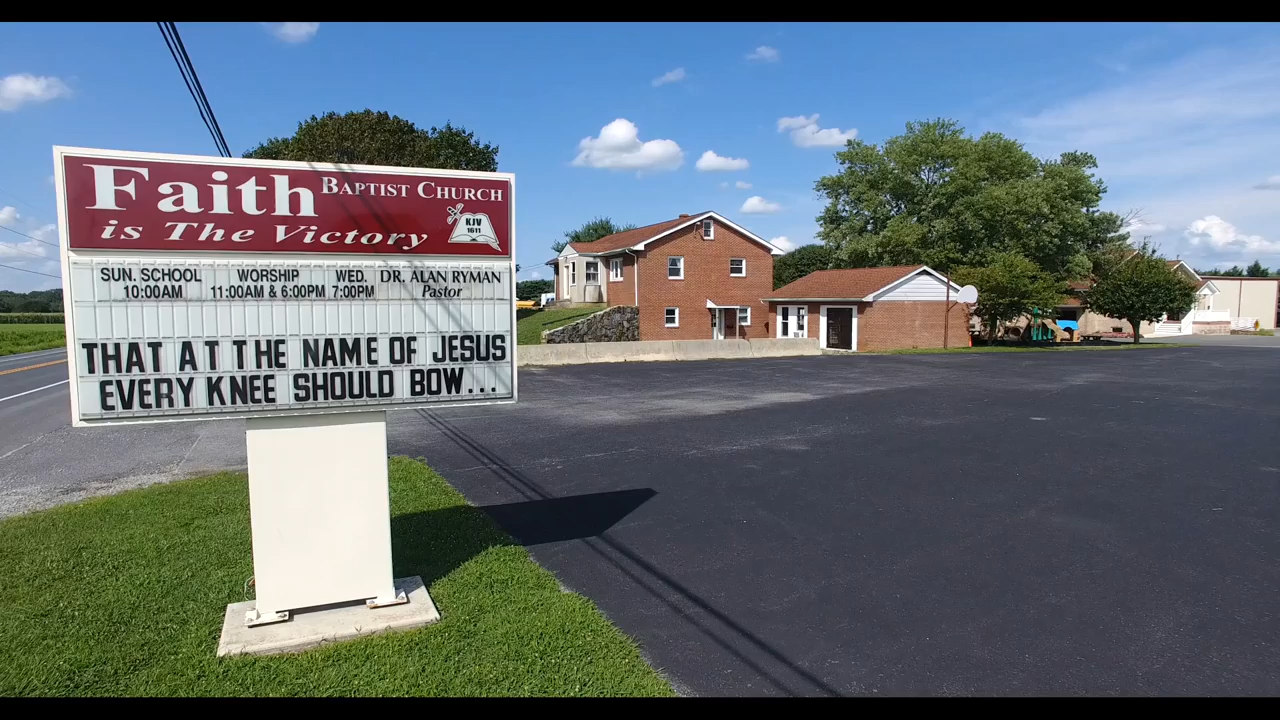 Faith BAPTIST CHURCH
is The Victory
KJV
1611
SUN. SCHOOL WORSHIP WED. DR. ALAN RYMAN
10:00AM 11:00AM & 6:00PM 7:00PM Pastor
THAT AT THE NAME OF JESUS
EVERY KNEE SHOULD BOW...